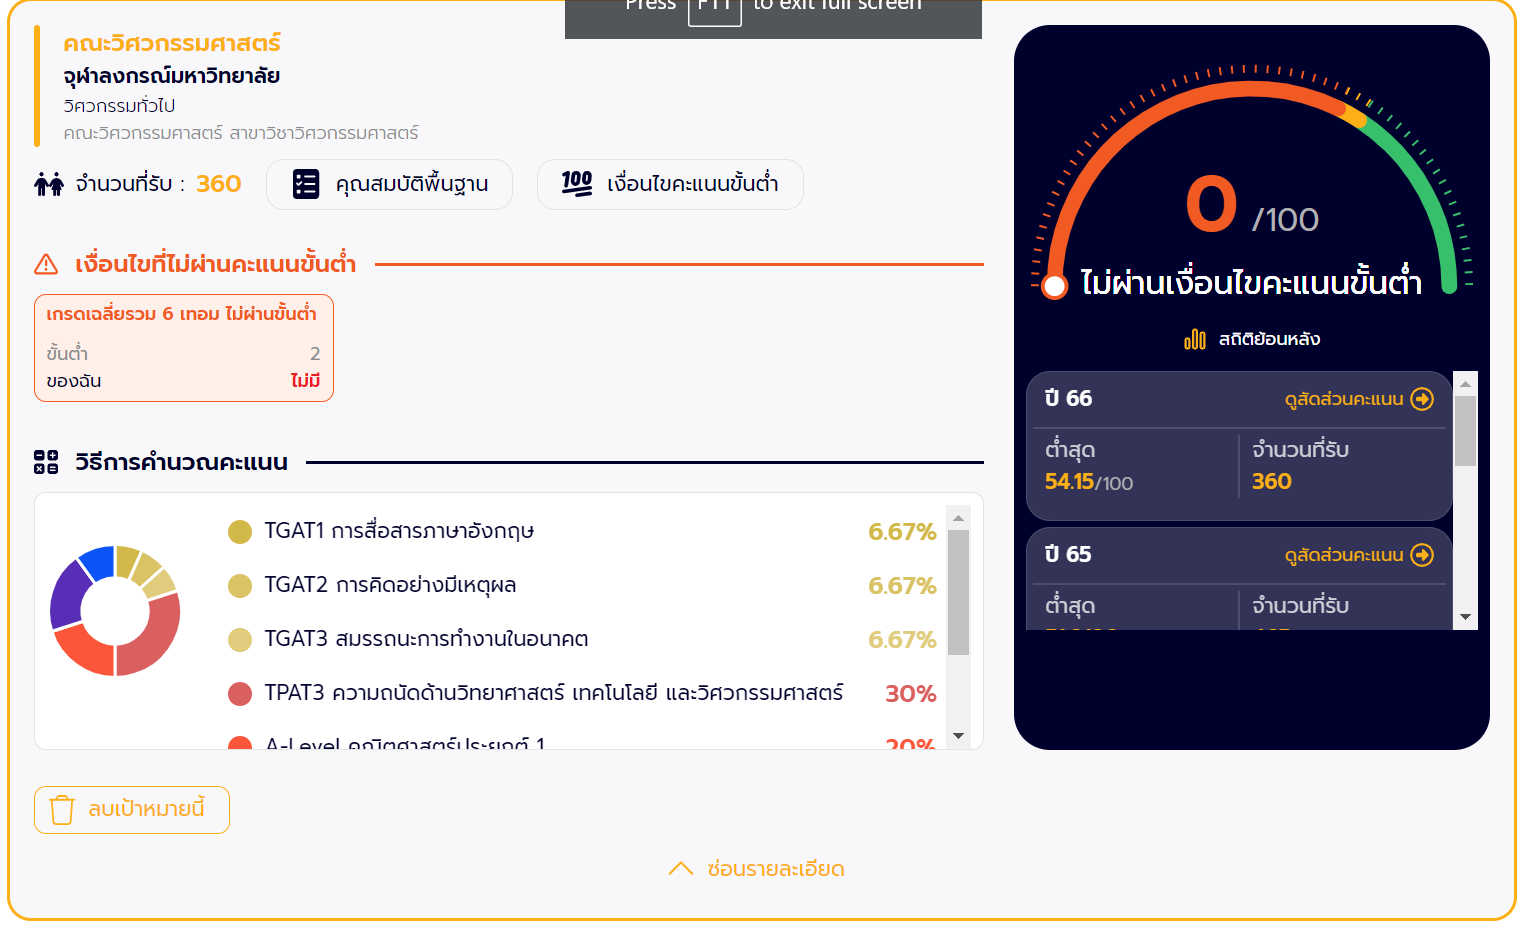 Press F11 to exit full screen
คณะวิศวกรรมศาสตร์
จุฬาลงกรณ์มหาวิทยาลัย
วิศวกรรมทั่วไป
คณะวิศวกรรมศาสตร์ สาขาวิชาวิศวกรรมศาสตร์
จำนวนที่รับ : 360
คุณสมบัติพื้นฐาน
100 เงื่อนไขคะแนนขั้นต่ำ
เงื่อนไขที่ไม่ผ่านคะแนนขั้นต่ำ
เกรดเฉลี่ยรวม 6 เทอม ไม่ผ่านขั้นต่ำ
ขั้นต่ำ 2
ของฉัน ไม่มี
วิธีการคำนวณคะแนน
TGAT1 การสื่อสารภาษาอังกฤษ 6.67%
TGAT2 การคิดอย่างมีเหตุผล 6.67%
TGAT3 สมรรถนะการทำงานในอนาคต 6.67%
TPAT3 ความถนัดด้านวิทยาศาสตร์ เทคโนโลยี และวิศวกรรมศาสตร์ 30%
A-Level คณิตศาสตร์ประยุกต์ 1 20%
ลบเป้าหมายนี้
ซ่อนรายละเอียด
0 /100
ไม่ผ่านเงื่อนไขคะแนนขั้นต่ำ
สถิติย้อนหลัง
ปี 66 ดูสัดส่วนคะแนน
ต่ำสุด จำนวนที่รับ
54.15/100 360
ปี 65 ดูสัดส่วนคะแนน
ต่ำสุด จำนวนที่รับ